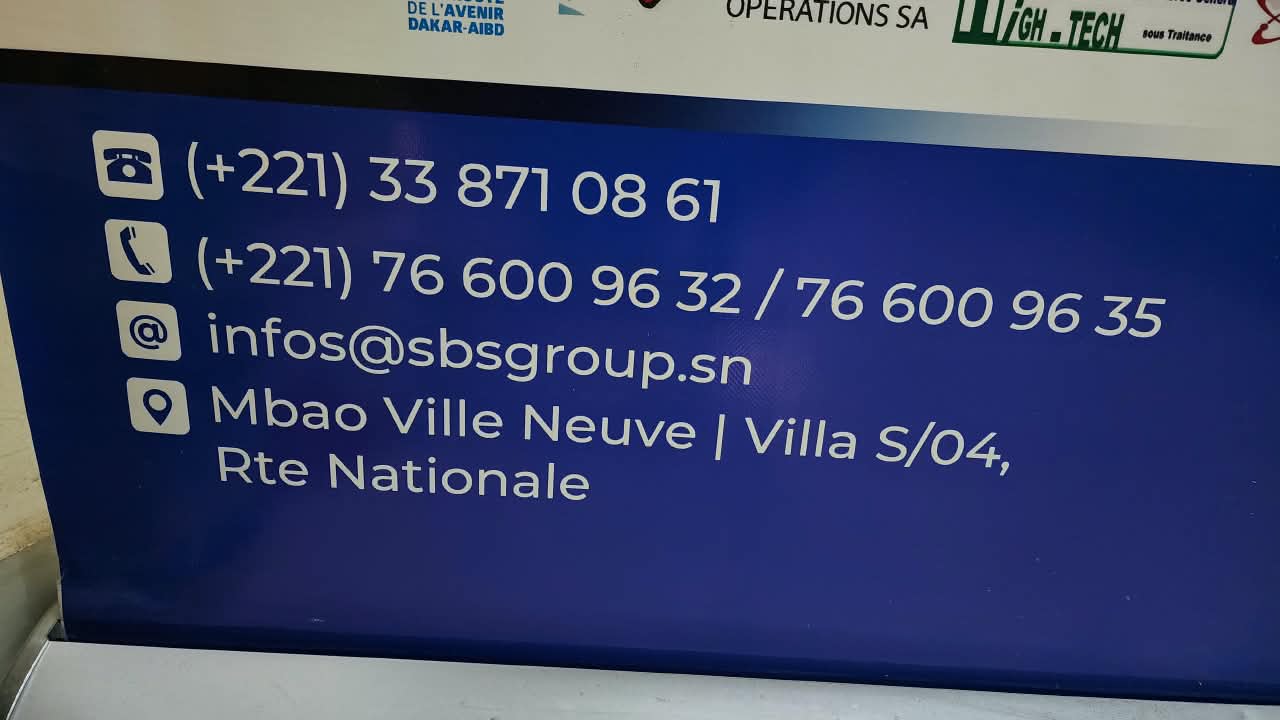 DE L'AVENIR
DAKAR-AIBD
OPERATIONS SA
HIGH.TECH
sous Traitance
(+221) 33 871 08 61
(+221) 76 600 96 32 / 76 600 96 35
infos@sbsgroup.sn
Mbao Ville Neuve | Villa S/04,
Rte Nationale